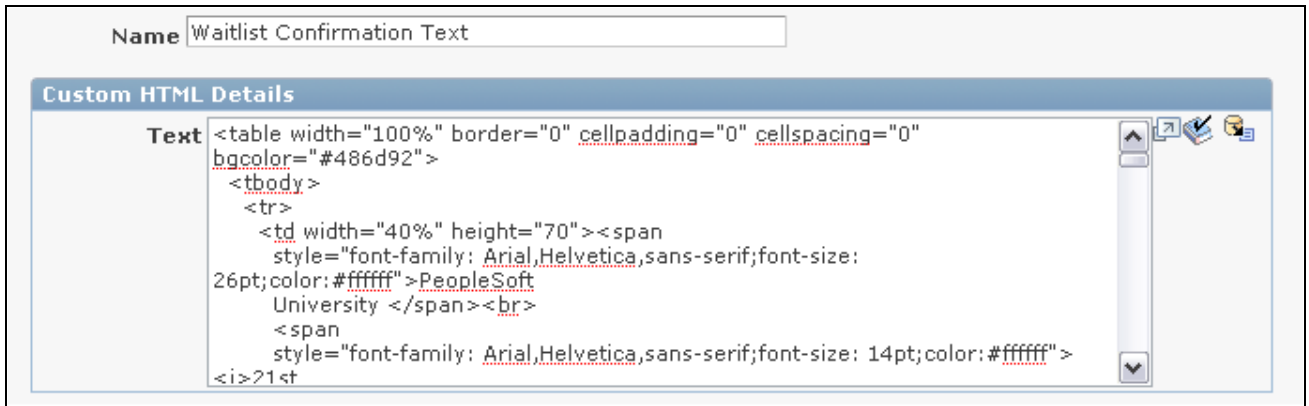 Name Waitlist Confirmation Text
Custom HTML Details
Text <table width="100%" border="0" cellpadding="0" cellspacing="0"
bgcolor="#486d92">
<tbody>
<tr>
<td width="40%" height="70"><span
style="font-family: Arial,Helvetica,sans-serif;font-size:
26pt;color:#ffffff">PeopleSoft
University </span><br>
<span
style="font-family: Arial,Helvetica,sans-serif;font-size: 14pt;color:#ffffff">
<i>21st